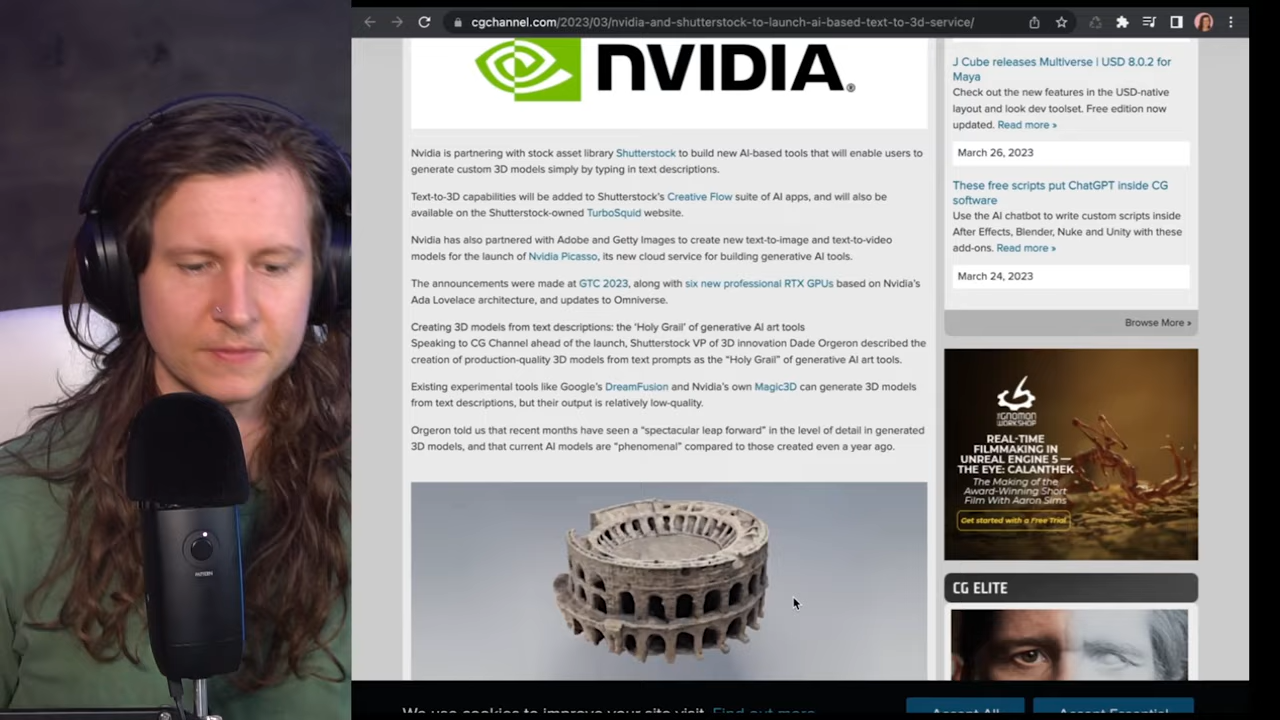 cgchannel.com/2023/03/nvidia-and-shutterstock-to-launch-ai-based-text-to-3d-service/
NVIDIA®
Nvidia is partnering with stock asset library Shutterstock to build new AI-based tools that will enable users to
generate custom 3D models simply by typing in text descriptions.
Text-to-3D capabilities will be added to Shutterstock's Creative Flow suite of AI apps, and will also be
available on the Shutterstock-owned TurboSquid website.
Nvidia has also partnered with Adobe and Getty Images to create new text-to-image and text-to-video
models for the launch of Nvidia Picasso, its new cloud service for building generative AI tools.
The announcements were made at GTC 2023, along with six new professional RTX GPUs based on Nvidia's
Ada Lovelace architecture, and updates to Omniverse.
Creating 3D models from text descriptions: the 'Holy Grail' of generative AI art tools
Speaking to CG Channel ahead of the launch, Shutterstock VP of 3D innovation Dade Orgeron described the
creation of production-quality 3D models from text prompts as the "Holy Grail" of generative AI art tools.
Existing experimental tools like Google's DreamFusion and Nvidia's own Magic3D can generate 3D models
from text descriptions, but their output is relatively low-quality.
Orgeron told us that recent months have seen a "spectacular leap forward" in the level of detail in generated
3D models, and that current AI models are "phenomenal" compared to those created even a year ago.
J Cube releases Multiverse | USD 8.0.2 for
Maya
Check out the new features in the USD-native
layout and look dev toolset. Free edition now
updated. Read more »
March 26, 2023
These free scripts put ChatGPT inside CG
software
Use the AI chatbot to write custom scripts inside
After Effects, Blender, Nuke and Unity with these
add-ons. Read more »
March 24, 2023
Browse More »
THE GNOMON
WORKSHOP
REAL-TIME
FILMMAKING IN
UNREAL ENGINE 5 —
THE EYE: CALANTHEK
The Making of the
Award-Winning Short
Film With Aaron Sims
Get started with a Free Trial
CG ELITE
We use cookies to improve your site visit. Find out more.
Accept All
Accept Essential